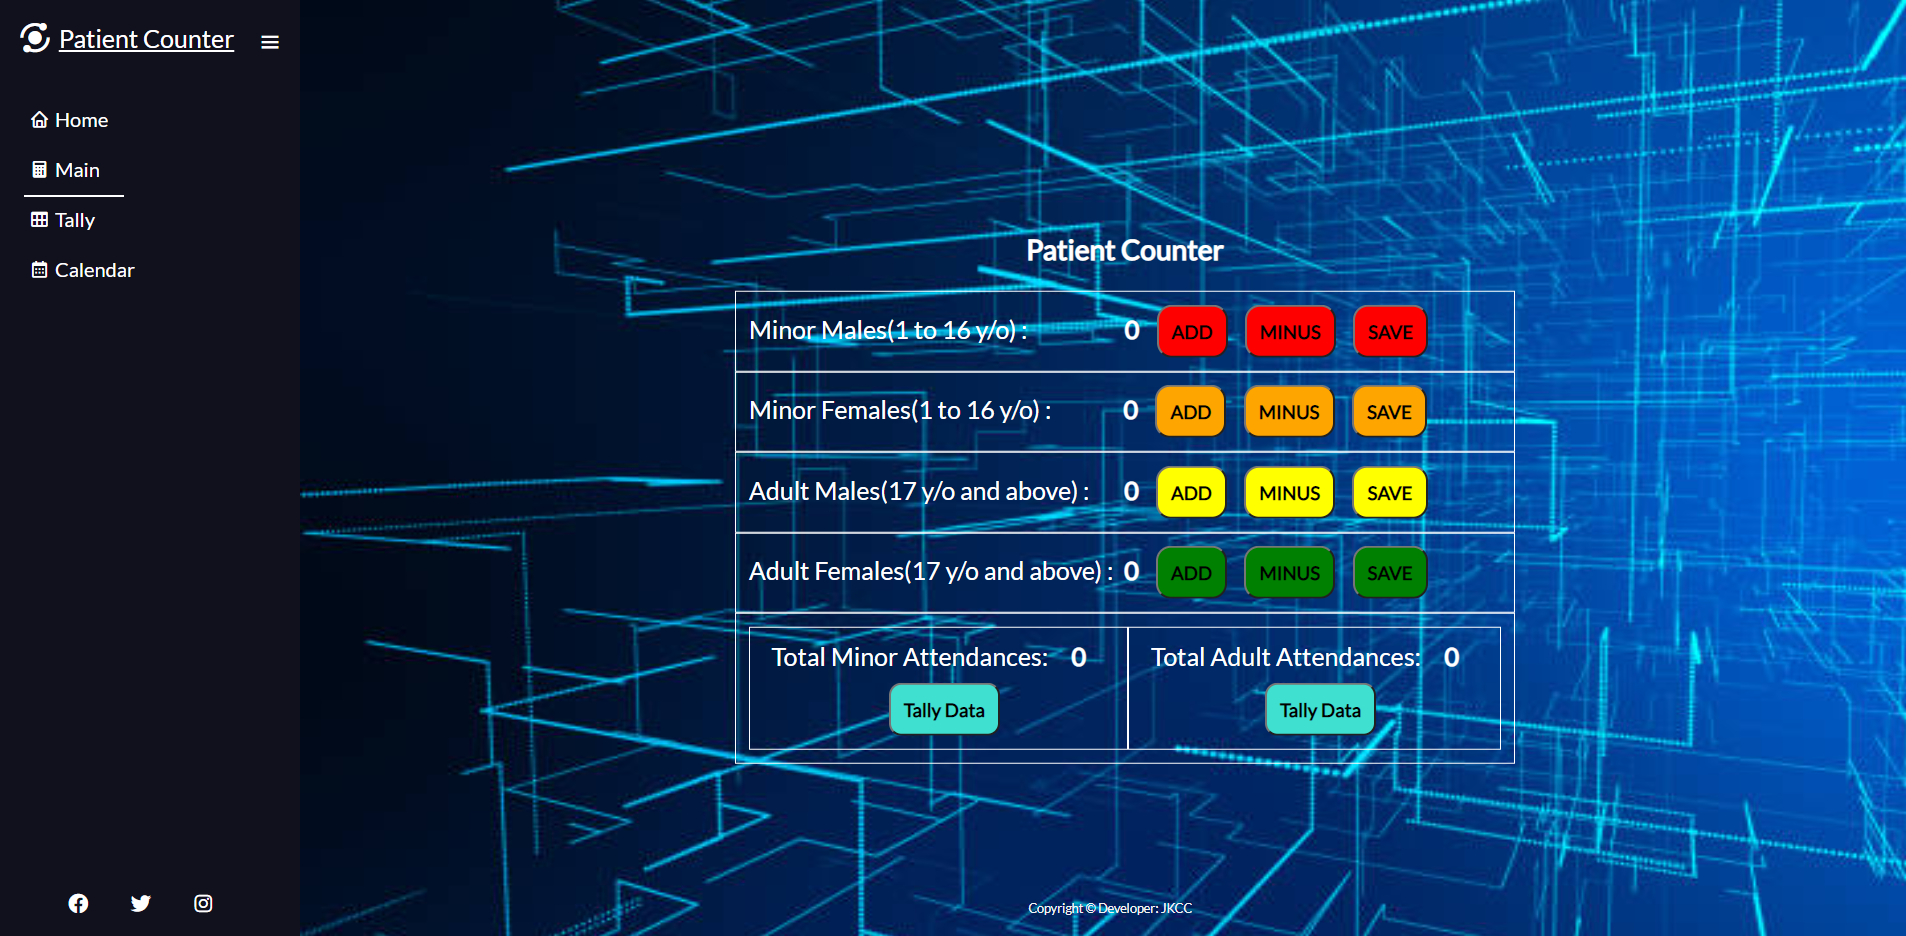 Patient Counter
Home
Main
Tally
Calendar
Patient Counter
Minor Males(1 to 16 y/o) : 0 ADD MINUS SAVE
Minor Females(1 to 16 y/o) : 0 ADD MINUS SAVE
Adult Males(17 y/o and above) : 0 ADD MINUS SAVE
Adult Females(17 y/o and above) : 0 ADD MINUS SAVE
Total Minor Attendances: 0 Total Adult Attendances: 0
Tally Data Tally Data
Copyright © Developer: JKCC